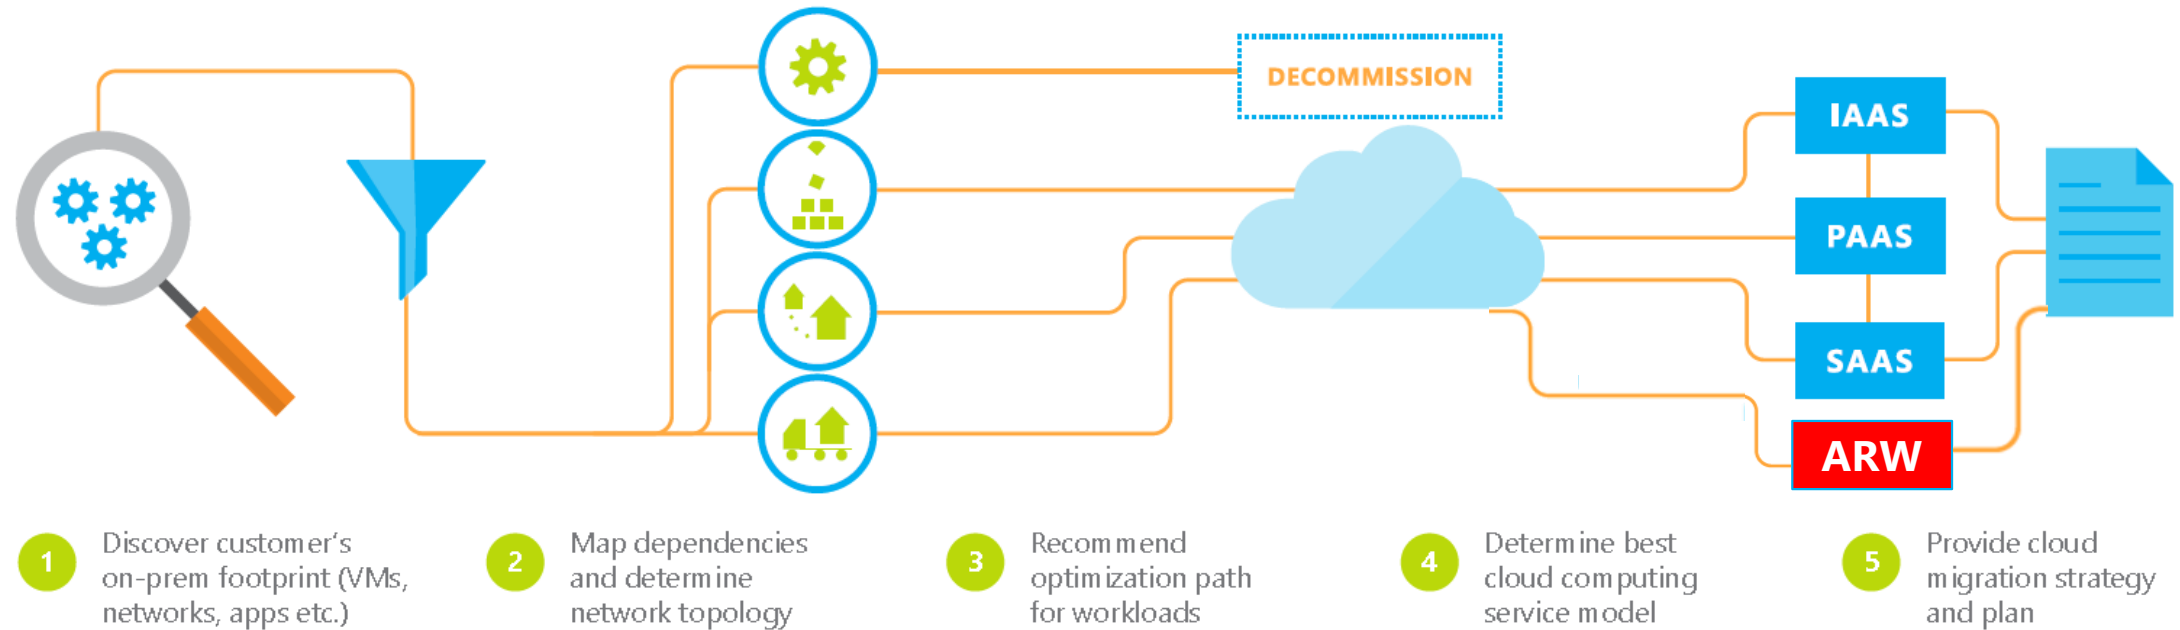 DECOMMISSION
IAAS
PAAS
SAAS
ARW
1
Discover customer's
on-prem footprint (VMs,
networks, apps etc.)
2
Map dependencies
and determine
network topology
3
Recommend
optimization path
for workloads
4
Determine best
cloud computing
service model
5
Provide cloud
migration strategy
and plan